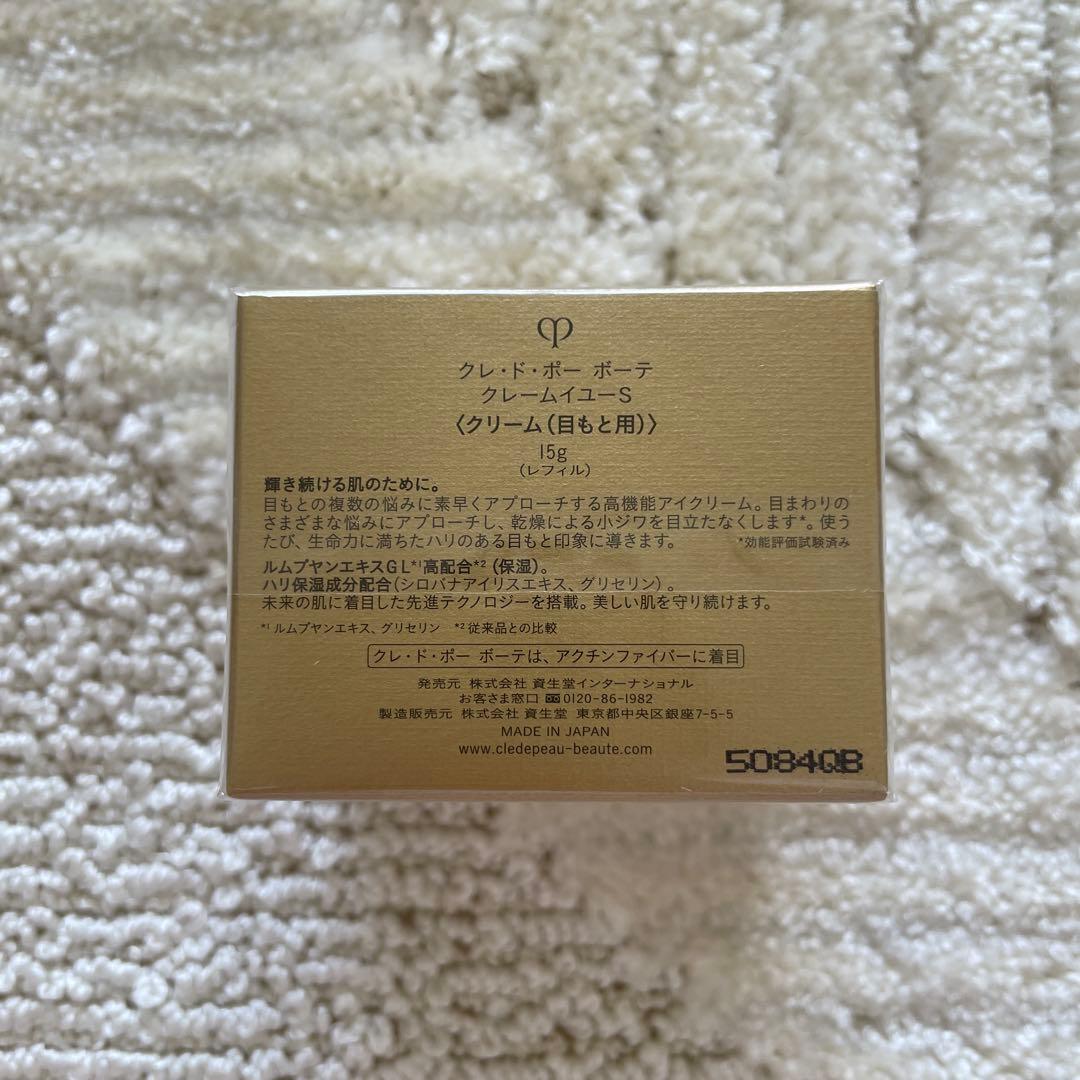 クレ・ド・ポー ボーテ
クレームイユーS
〈クリーム(目もと用)〉
15g
(レフィル)
輝き続ける肌のために。
目もとの複数の悩みに素早くアプローチする高機能アイクリーム。目まわりの
さまざまな悩みにアプローチし、乾燥による小ジワを目立たなくします*。使う
たび、生命力に満ちたハリのある目もと印象に導きます。 *効能評価試験済み
ルムプヤンエキスGL*1高配合*2(保湿)。
ハリ保湿成分配合(シロバナアイリスエキス、グリセリン)。
未来の肌に着目した先進テクノロジーを搭載。美しい肌を守り続けます。
*1 ルムプヤンエキス、グリセリン *2 従来品との比較
クレ・ド・ポー ボーテは、アクチンファイバーに着目
発売元 株式会社 資生堂インターナショナル
お客さま窓口 0120-86-1982
製造販売元 株式会社 資生堂 東京都中央区銀座7-5-5
MADE IN JAPAN
www.cledepeau-beaute.com
5084QB